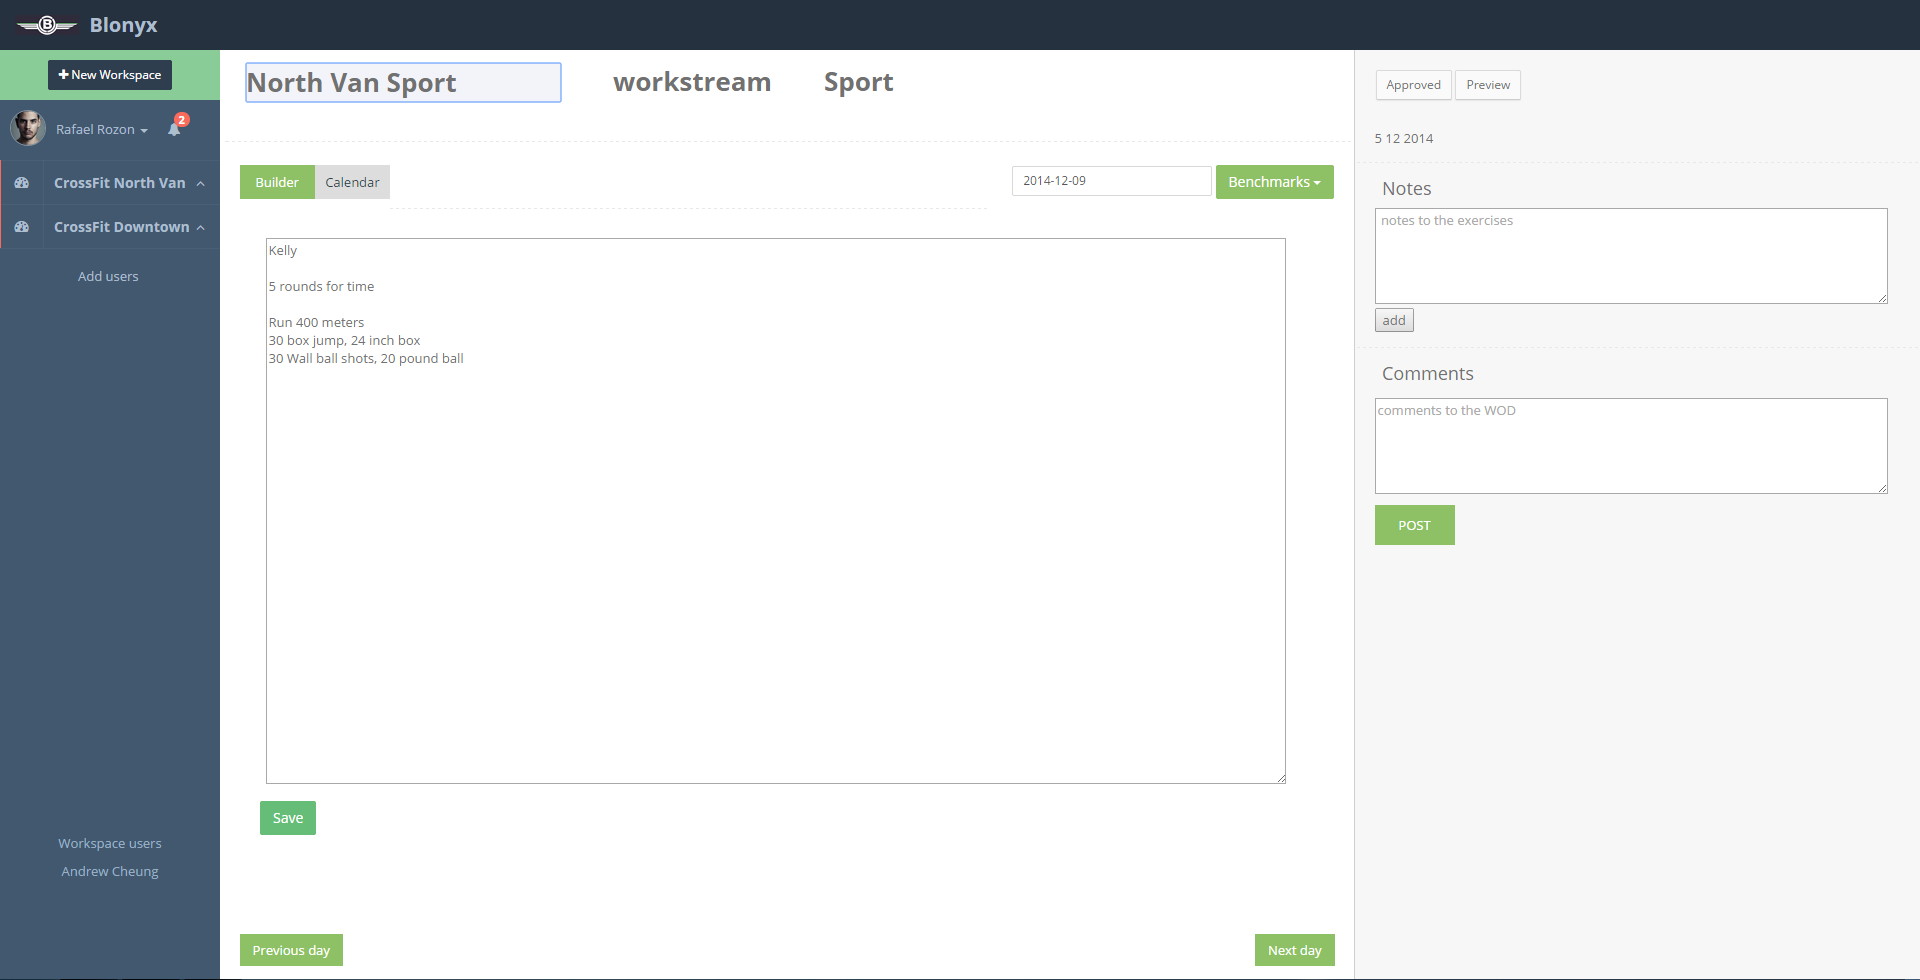 B Blonyx
New Workspace
Rafael Rozon
2
CrossFit North Van
CrossFit Downtown
Add users
Workspace users
Andrew Cheung
North Van Sport workstream Sport
Builder Calendar
2014-12-09 Benchmarks
Kelly
5 rounds for time
Run 400 meters
30 box jump, 24 inch box
30 Wall ball shots, 20 pound ball
Save
Previous day Next day
Approved Preview
5 12 2014
Notes
notes to the exercises
add
Comments
comments to the WOD
POST